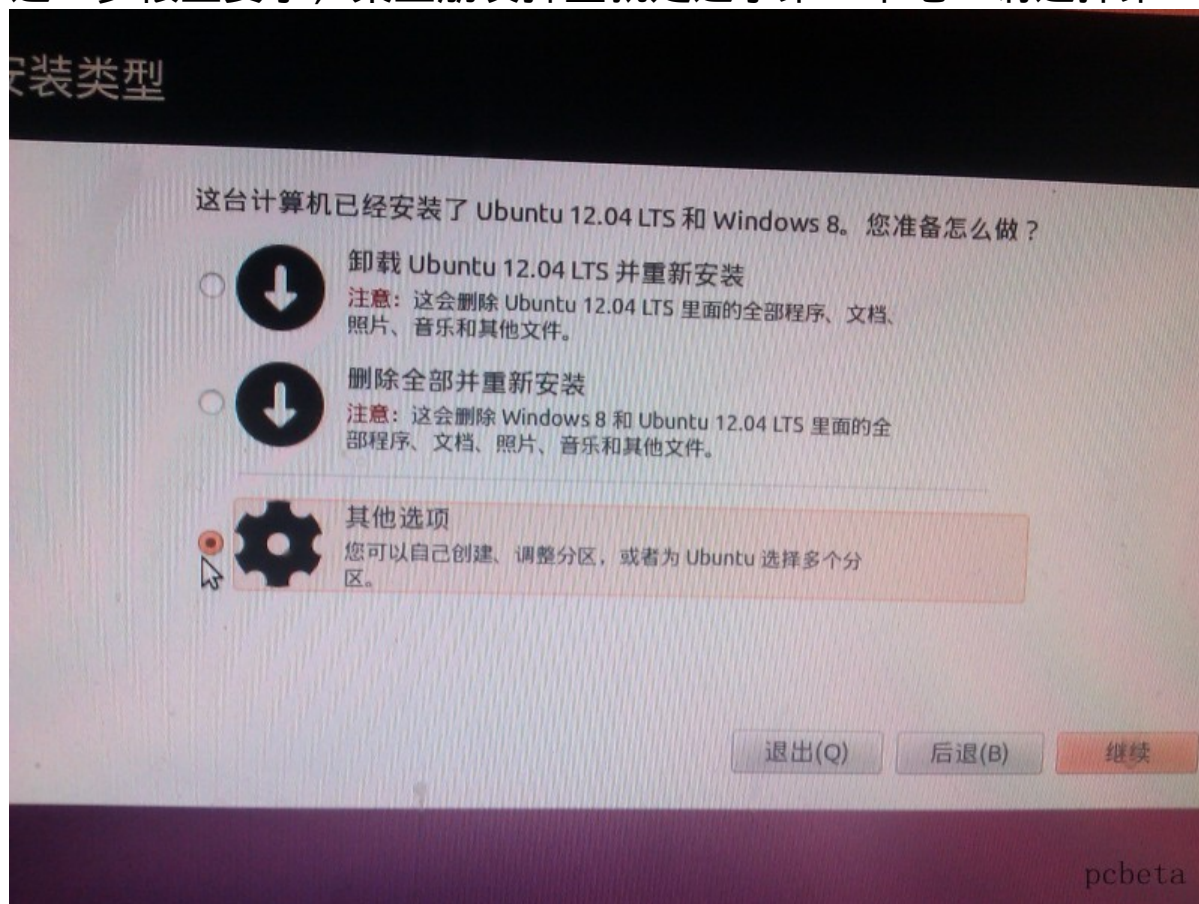 安装类型
这台计算机已经安装了 Ubuntu 12.04 LTS 和 Windows 8。您准备怎么做？
卸载 Ubuntu 12.04 LTS 并重新安装
注意：这会删除 Ubuntu 12.04 LTS 里面的全部程序、文档、
照片、音乐和其他文件。
删除全部并重新安装
注意：这会删除 Windows 8 和 Ubuntu 12.04 LTS 里面的全
部程序、文档、照片、音乐和其他文件。
其他选项
您可以自己创建、调整分区，或者为 Ubuntu 选择多个分
区。
退出(Q) 后退(B) 继续
pcbeta